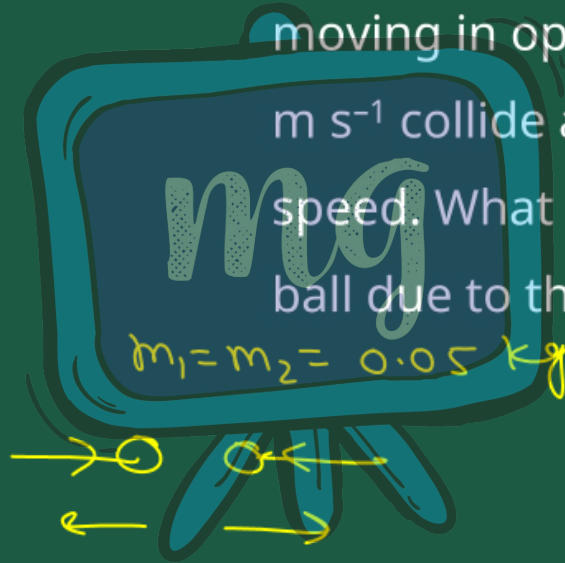 moving in op
m s⁻¹ collide a
mg
speed. What
ball due to th
m₁=m₂= 0.05 kg